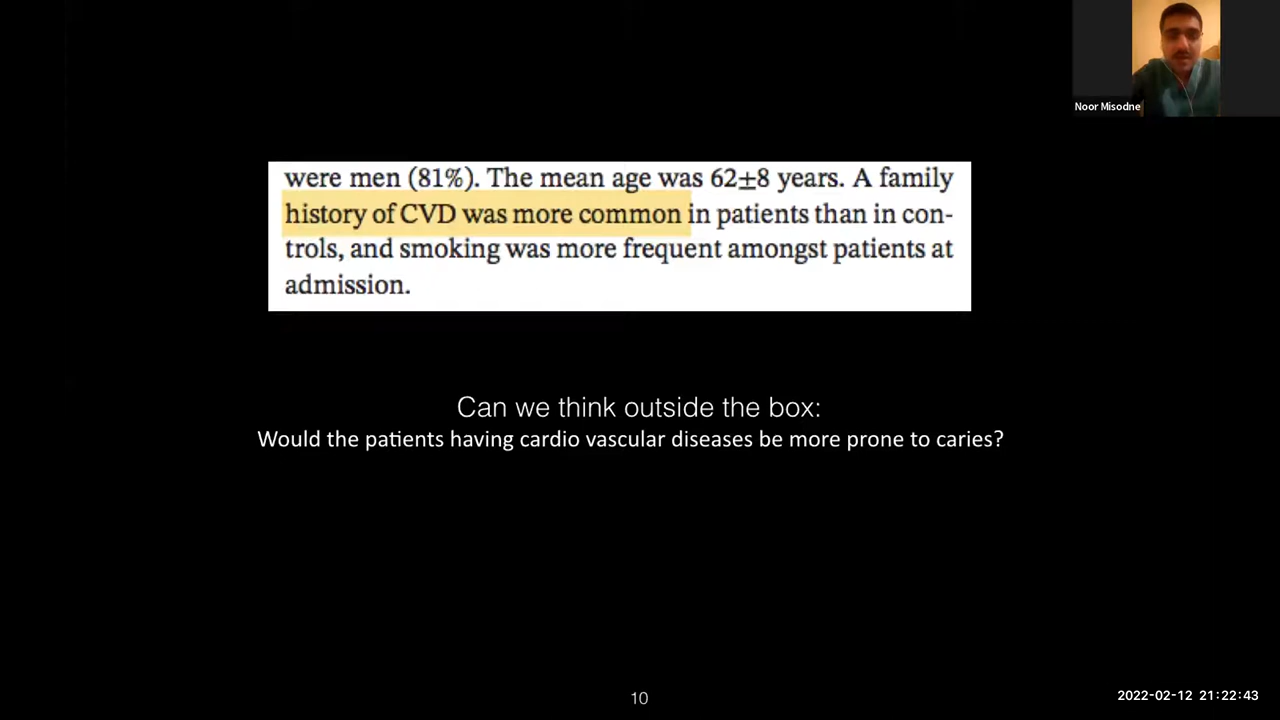 Noor Misodne
were men (81%). The mean age was 62±8 years. A family
history of CVD was more common in patients than in con-
trols, and smoking was more frequent amongst patients at
admission.
Can we think outside the box:
Would the patients having cardio vascular diseases be more prone to caries?
10
2022-02-12 21:22:43